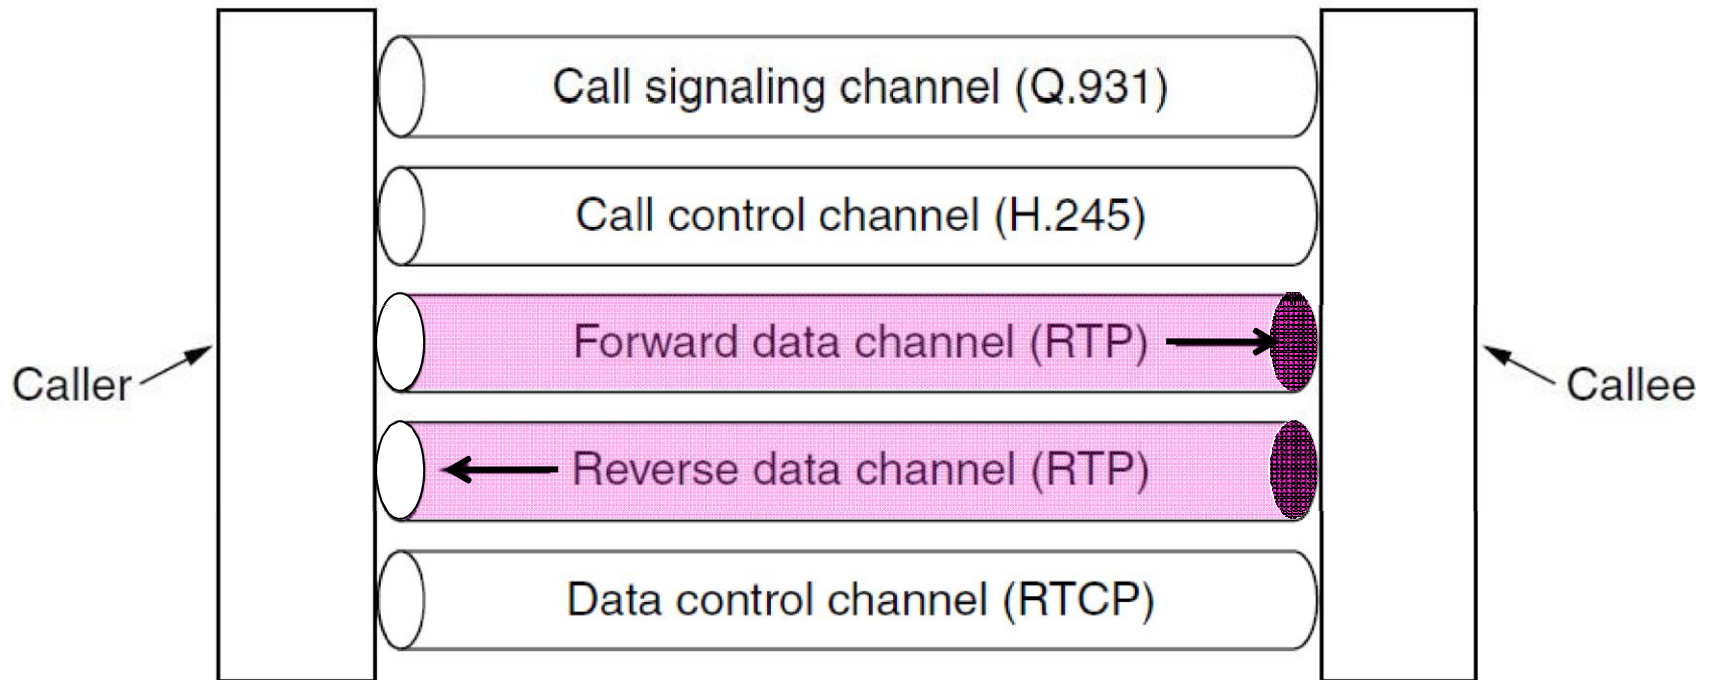 Call signaling channel (Q.931)
Call control channel (H.245)
Forward data channel (RTP)
Caller
Callee
Reverse data channel (RTP)
Data control channel (RTCP)